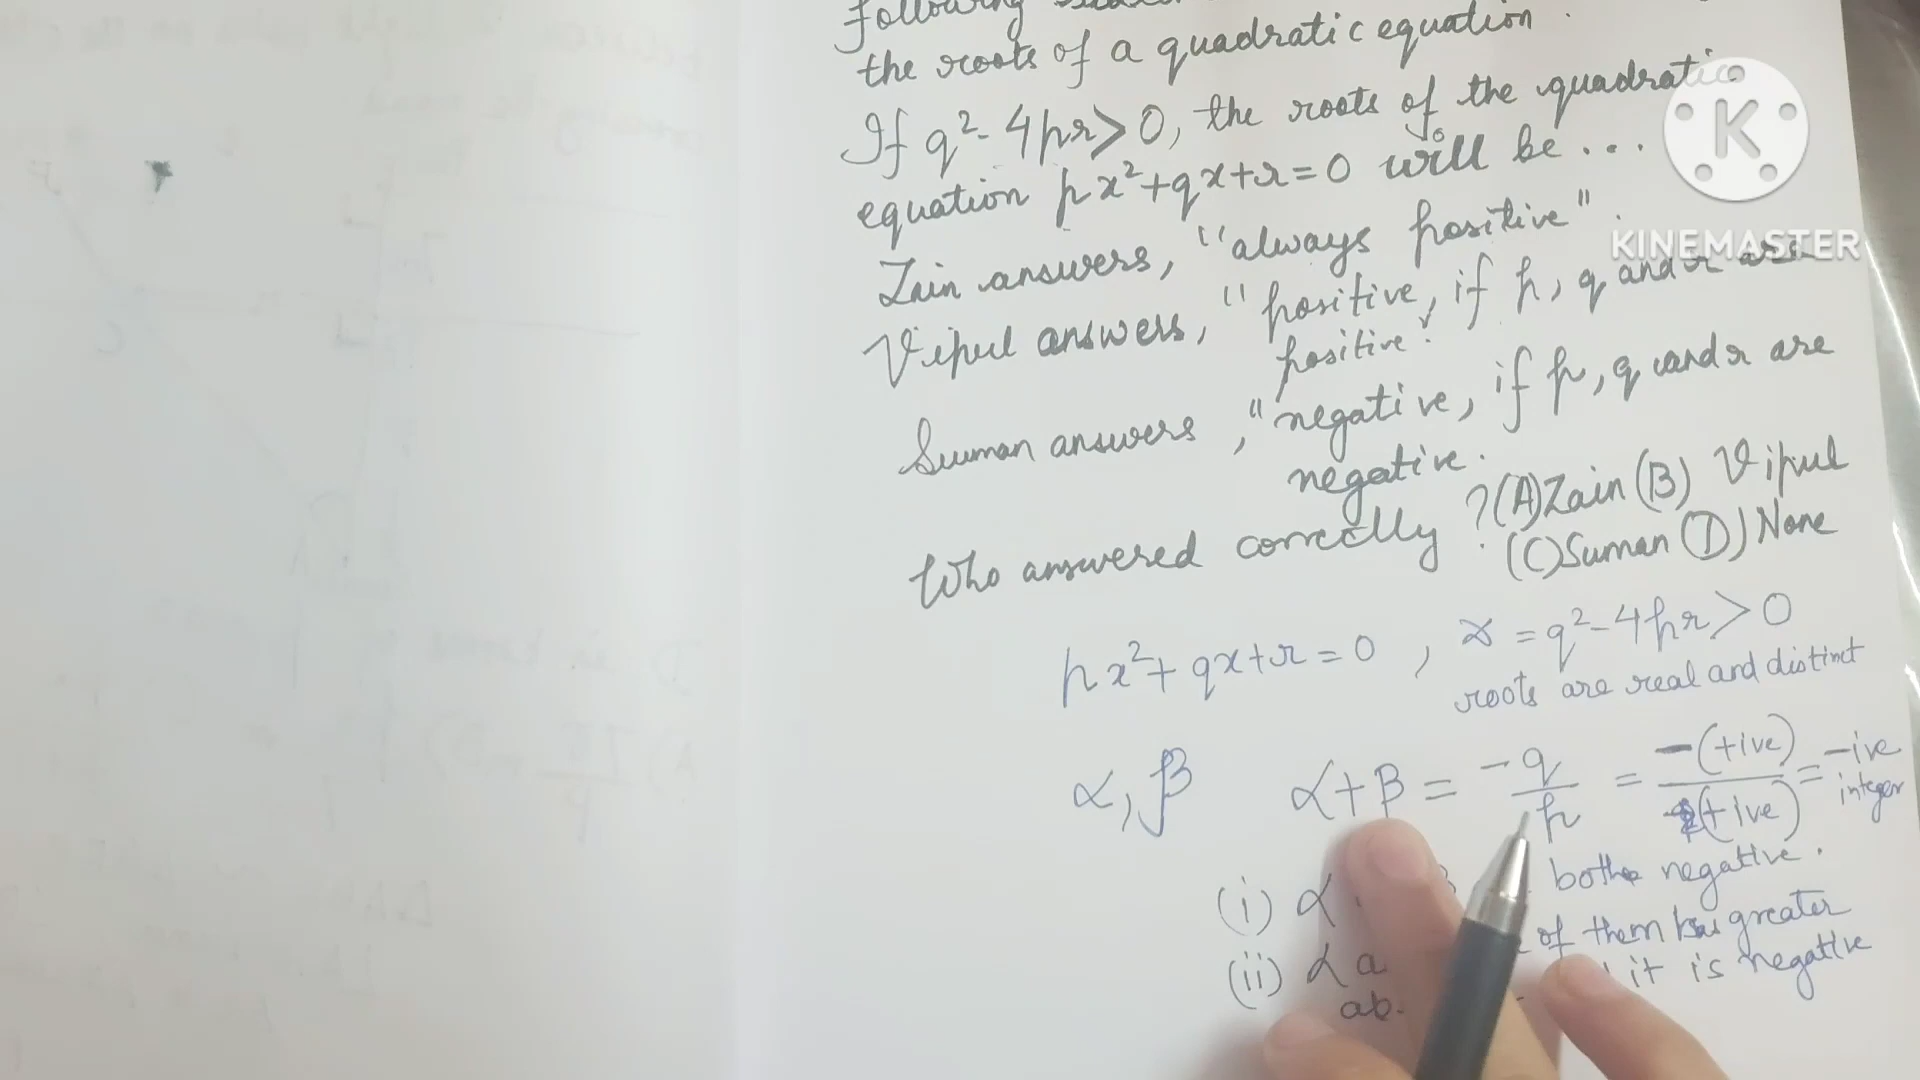 following
the roots of a quadratic equation.
If q²-4pr>0, the roots of the quadratic
equation px²+qx+r=0 will be...
Zain answers, "always positive".
Vipul answers, "positive, if p, q and r are
positive."
Suman answers, "negative, if p, q and r are
negative.
Who answered correctly? (A) Zain (B) Vipul
(C) Suman (D) None
px²+qx+r=0, = q²-4pr>0
roots are real and distinct
α, β α+β = -q/p = -(+ive)/(+ive) = -ive integer
(i) α both negative.
(ii) α a of them has greater
ab. it is negative
K
KINEMASTER